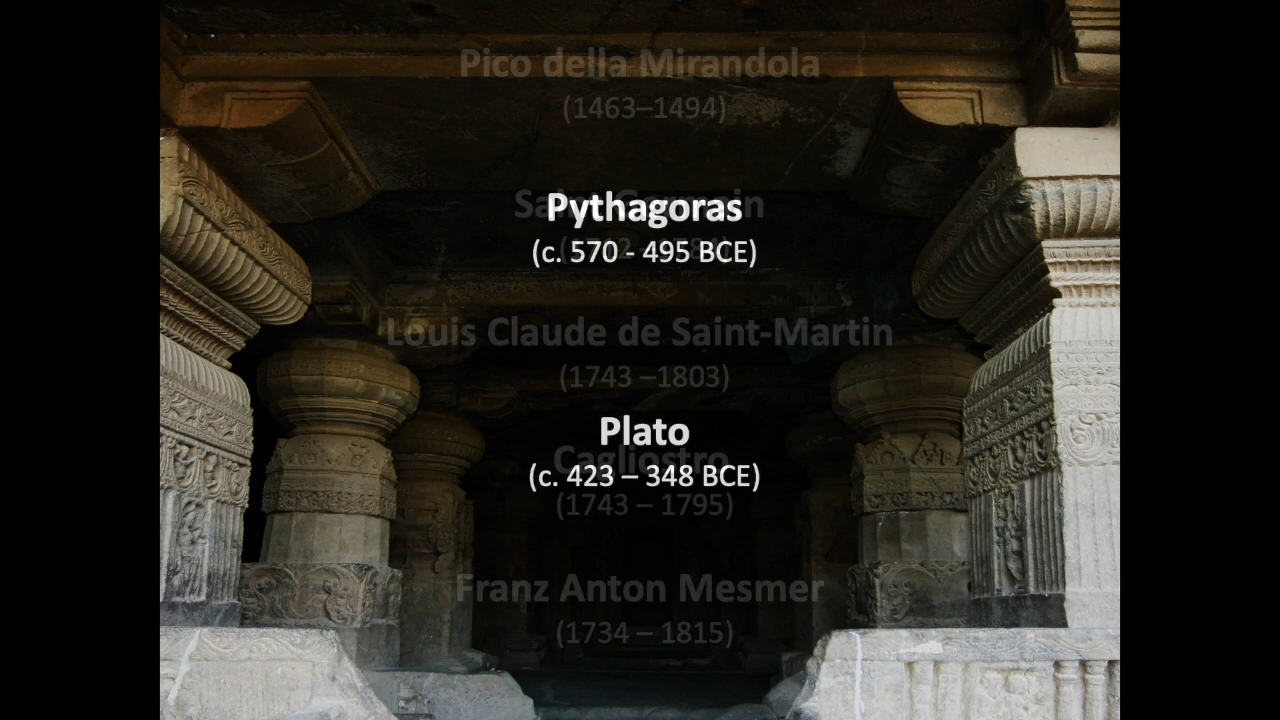 Pico della Mirandola
(1463–1494)
Pythagoras
(c. 570 - 495 BCE)
Louis Claude de Saint-Martin
(1743 –1803)
Plato
(c. 423 – 348 BCE)
Cagliostro
(1743 – 1795)
Franz Anton Mesmer
(1734 – 1815)